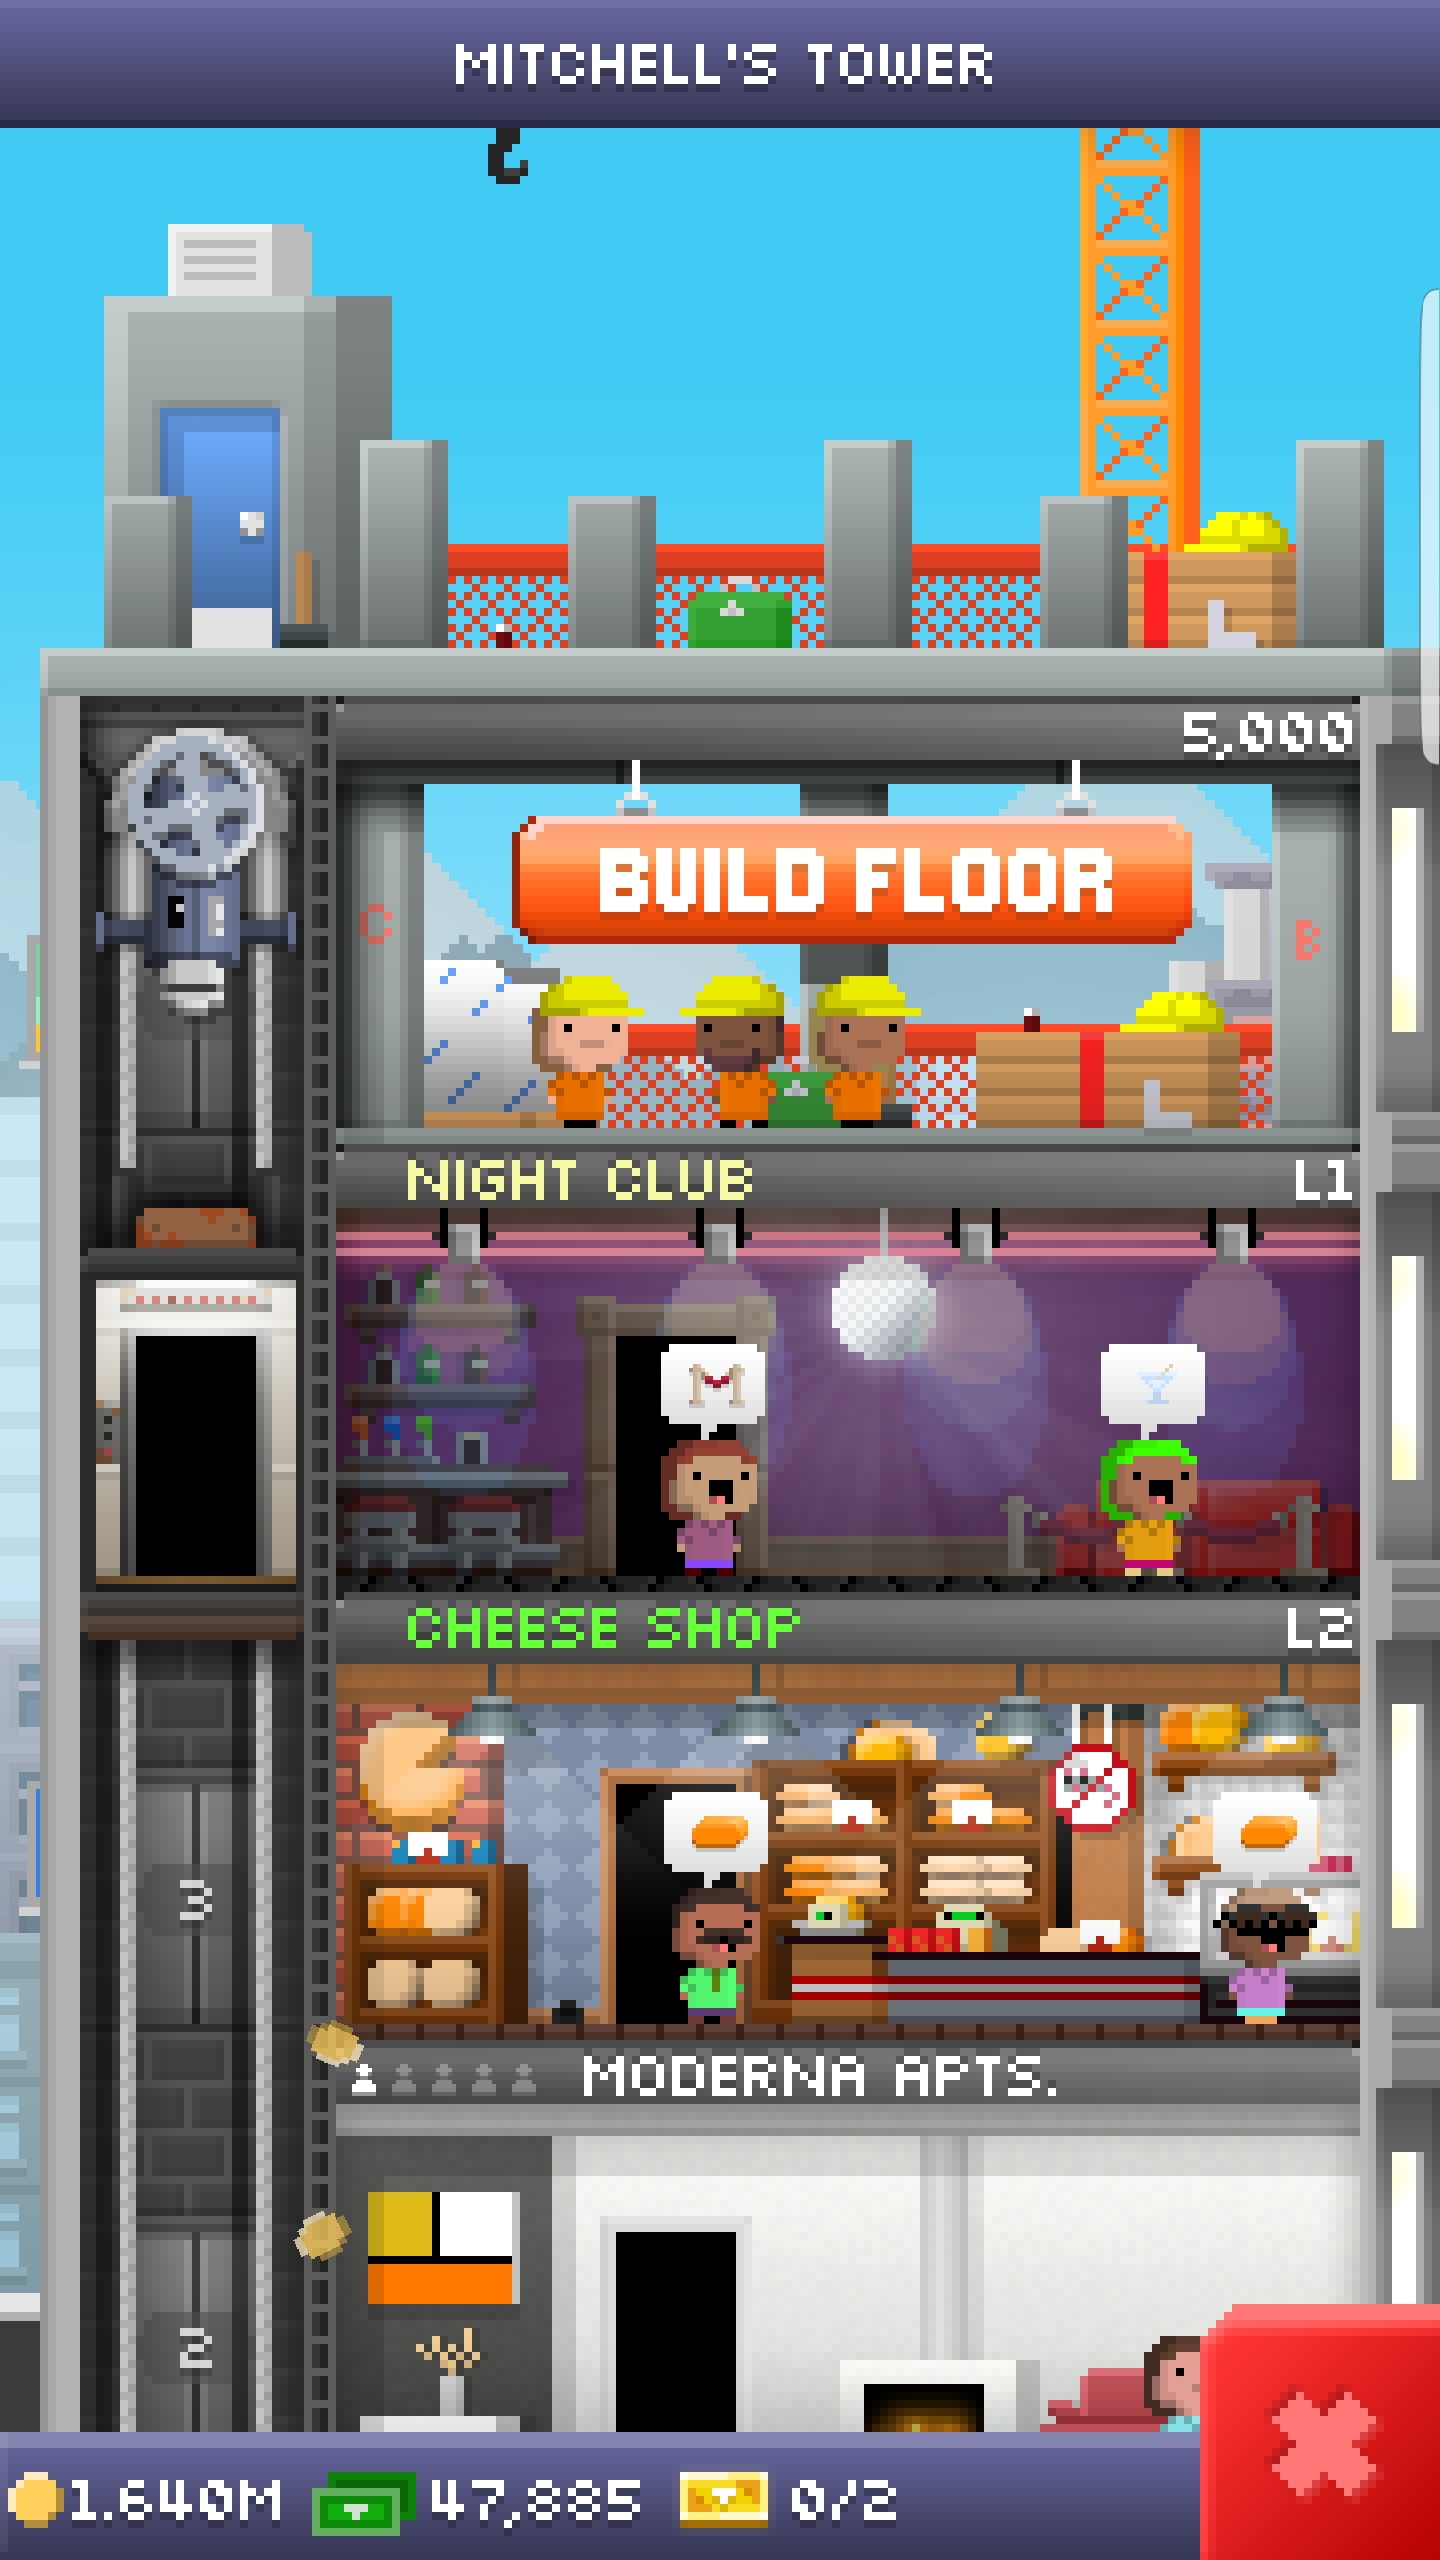 MITCHELL'S TOWER
5,000
BUILD FLOOR
C
B
NIGHT CLUB L1
CHEESE SHOP L2
3
MODERNA APTS.
2
1.640M 47,885 0/2